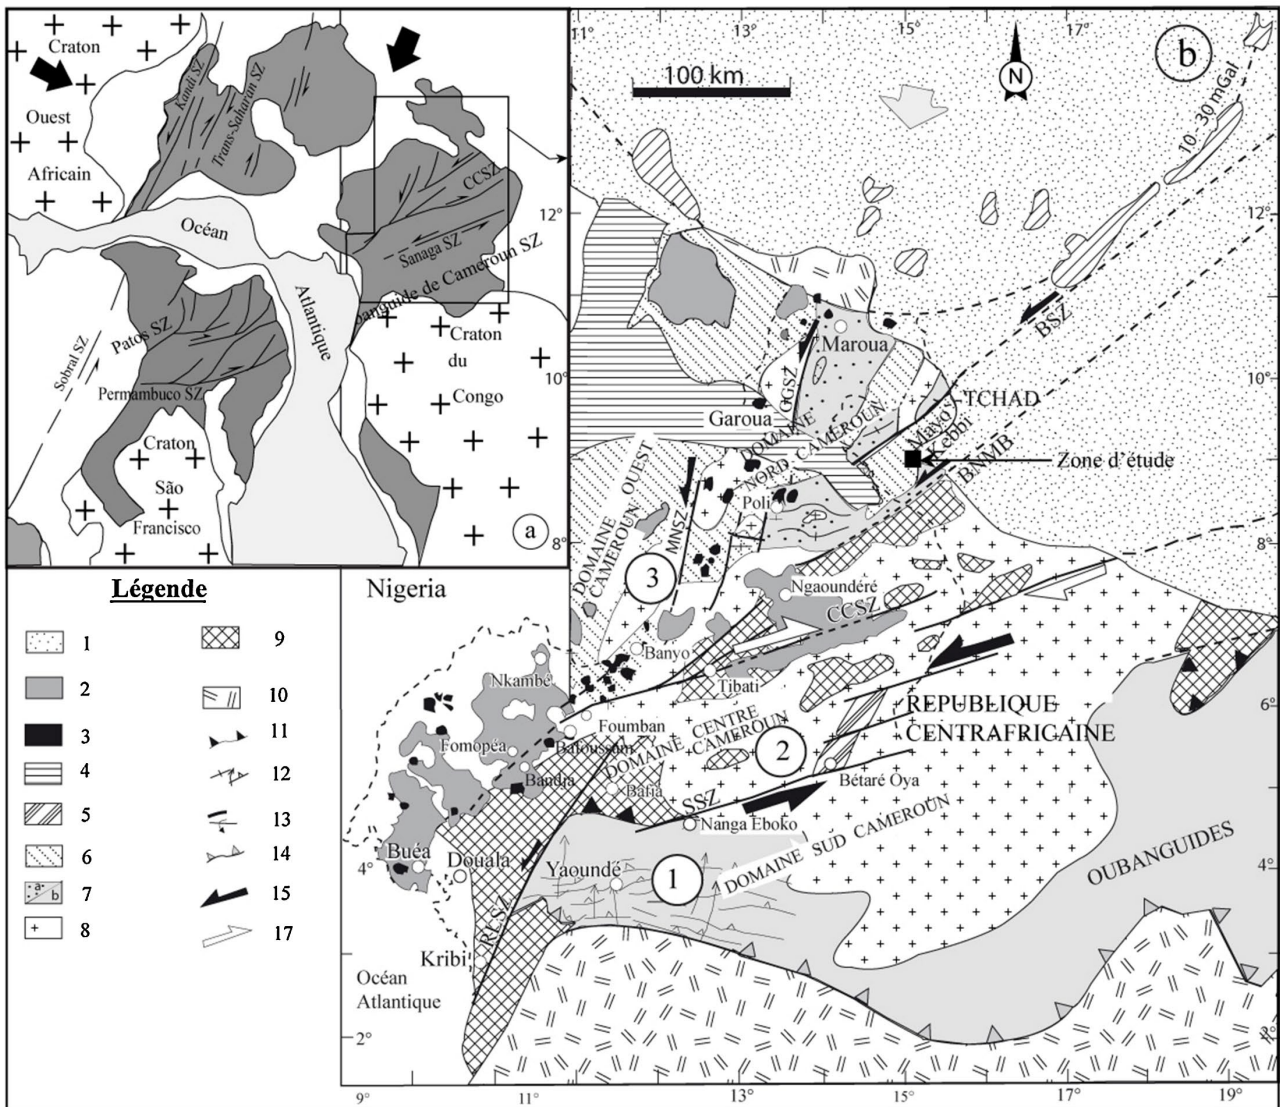 Craton
Ouest
Africain
Kandi SZ
Trans-Saharan SZ
CCSZ
Océan
Sanaga SZ
Cameroun SZ
Atlantique
Patos SZ
Sobral SZ
Permambuco SZ
Craton
du
Congo
Craton
São
Francisco
a
11°
13°
15°
17°
b
100 km
N
10 - 30 mGal
12°
12°
BSZ
Maroua
GGSZ
10°
10°
TCHAD
Garoua
DOMAINE
NORD CAMEROUN
Mayo
Kebbi
BNMB
Zone d'étude
DOMAINE
CAMEROUN OUEST
MNSZ
Poli
8°
8°
3
Ngaoundéré
CCSZ
Banyo
Tibati
Nigeria
Nkambé
Foumban
Bafoussam
Fomopéa
Bandja
Bafia
DOMAINE CENTRE
CAMEROUN
2
REPUBLIQUE
CENTRAFRICAINE
6°
Bétaré Oya
SSZ
Nanga Eboko
DOMAINE SUD CAMEROUN
OUBANGUIDES
Buéa
Douala
4°
4°
Yaoundé
1
Kribi
Océan
Atlantique
2°
9°
11°
13°
15°
17°
19°
Légende
1
2
3
4
5
6
a
b
7
8
9
10
11
12
13
14
15
17